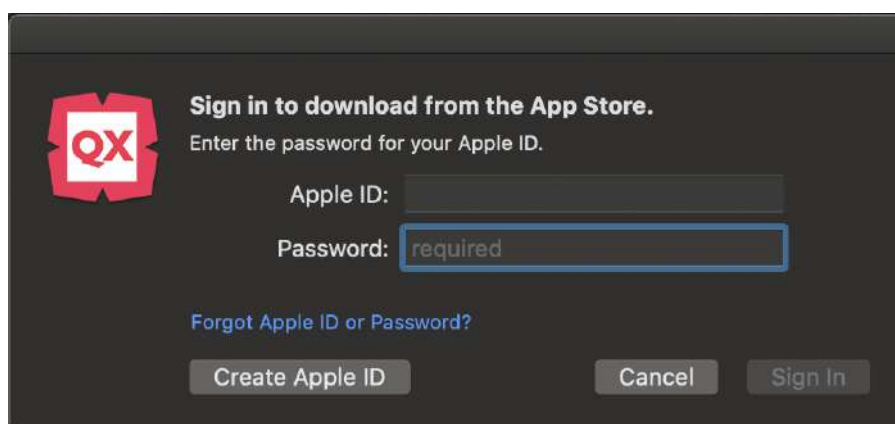 QX
Sign in to download from the App Store.
Enter the password for your Apple ID.
Apple ID:
Password: required
Forgot Apple ID or Password?
Create Apple ID Cancel Sign In